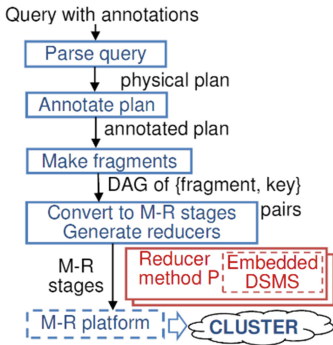 Query with annotations
Parse query
physical plan
Annotate plan
annotated plan
Make fragments
DAG of {fragment, key}
pairs
Convert to M-R stages
Generate reducers
M-R
stages
Reducer
method P
Embedded
DSMS
M-R platform
CLUSTER